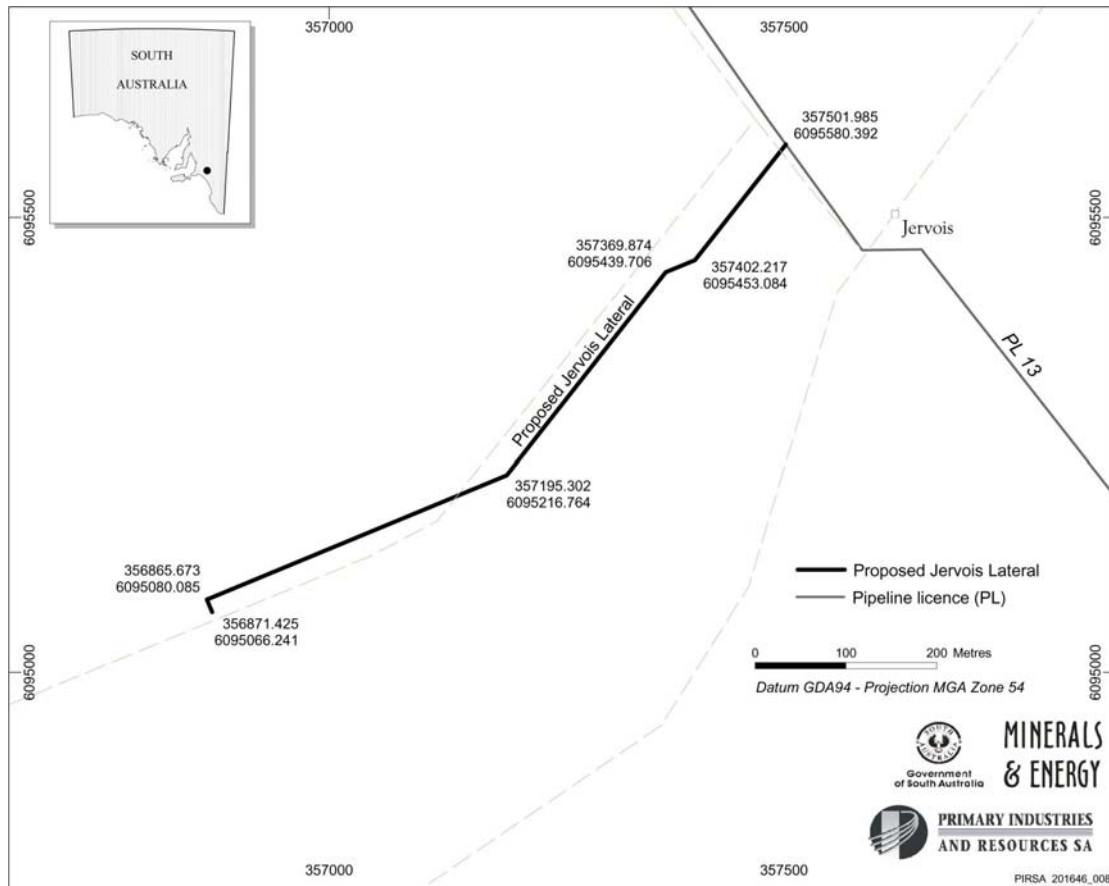 357000
357500
SOUTH
AUSTRALIA
357501.985
6095580.392
6095500
6095500
Jervois
357369.874
6095439.706
357402.217
6095453.084
Proposed Jervois Lateral
PL 13
357195.302
6095216.764
356865.673
6095080.085
356871.425
6095066.241
Proposed Jervois Lateral
Pipeline licence (PL)
0 100 200 Metres
Datum GDA94 - Projection MGA Zone 54
6095000
6095000
SOUTH
AUSTRALIA
Government
of South Australia
MINERALS
& ENERGY
PRIMARY INDUSTRIES
AND RESOURCES SA
357000
357500
PIRSA 201646_008